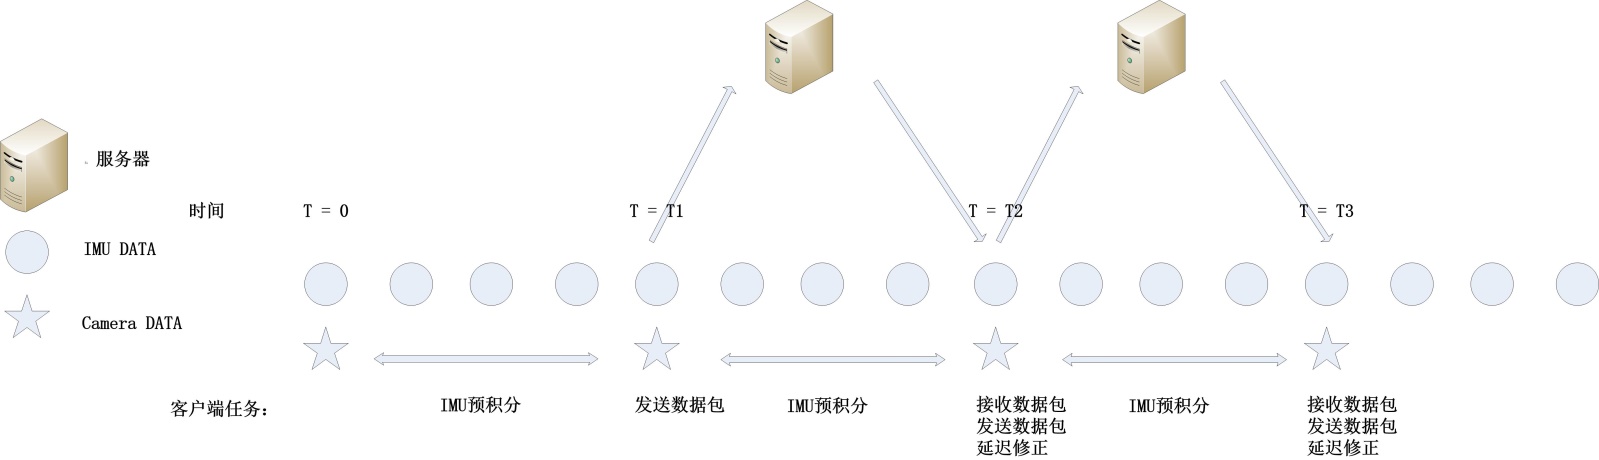 服务器
时间
T = 0
T = T1
T = T2
T = T3
IMU DATA
Camera DATA
客户端任务：
IMU预积分
发送数据包
IMU预积分
接收数据包
发送数据包
延迟修正
IMU预积分
接收数据包
发送数据包
延迟修正